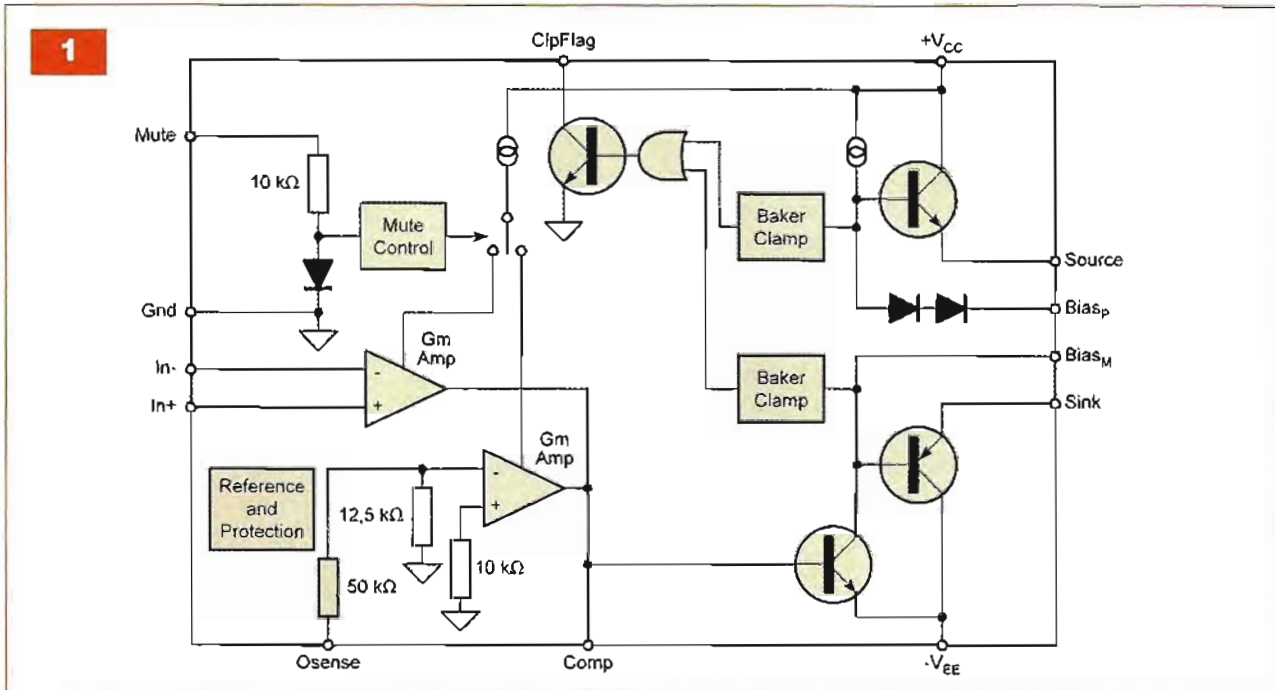 1
ClpFlag
+VCC
Mute
10 kΩ
Mute
Control
Baker
Clamp
Source
Gnd
BiasP
Gm
Amp
BiasM
In-
Baker
Clamp
Sink
In+
Gm
Amp
Reference
and
Protection
12,5 kΩ
10 kΩ
50 kΩ
Osense
Comp
-VEE